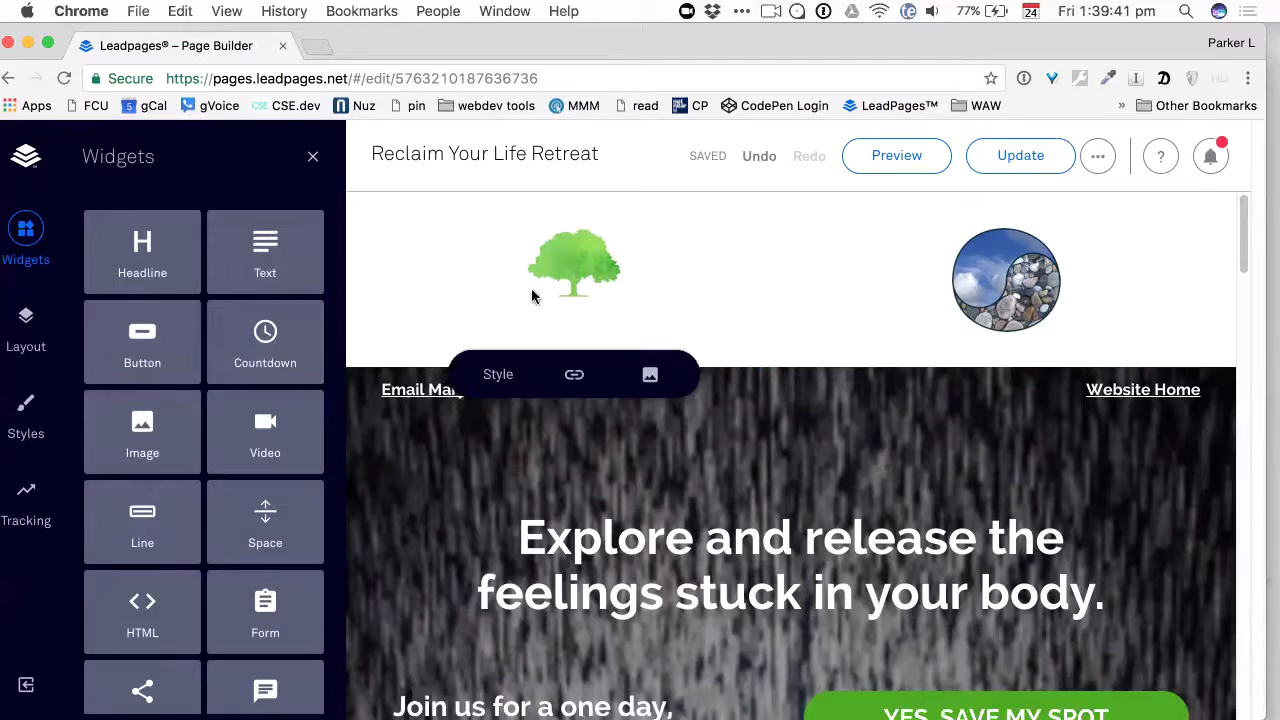 Chrome File Edit View History Bookmarks People Window Help 77% 24 Fri 1:39:41 pm
Leadpages® – Page Builder Parker L
Secure https://pages.leadpages.net/#/edit/5763210187636736
Apps FCU 5 gCal gVoice CSE CSE.dev Nuz pin webdev tools MMM read CP CodePen Login LeadPages™ WAW » Other Bookmarks
Widgets
Reclaim Your Life Retreat SAVED Undo Redo Preview Update ... ?
Widgets
Layout
Styles
Tracking
H
Headline Text
Button Countdown
Image Video
Line Space
HTML Form
Style
Email Mar
Website Home
Explore and release the
feelings stuck in your body.
Join us for a one day,
YES, SAVE MY SPOT